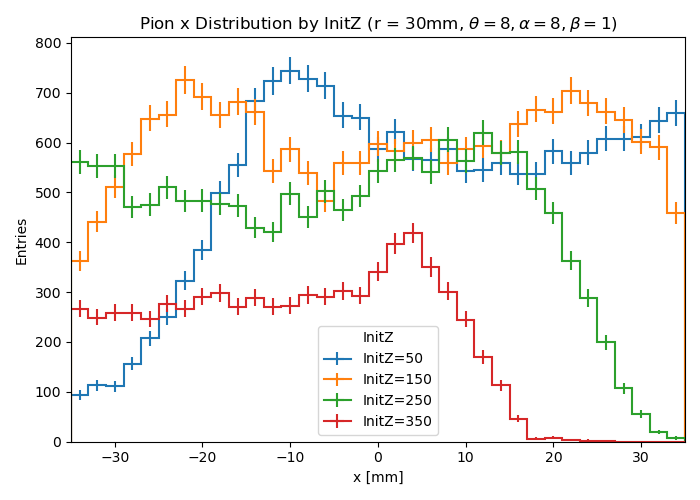 Pion x Distribution by InitZ (r = 30mm, θ = 8, α = 8, β = 1)
800
700
600
500
400
300
200
100
0
Entries
InitZ
InitZ=50
InitZ=150
InitZ=250
InitZ=350
−30
−20
−10
0
10
20
30
x [mm]